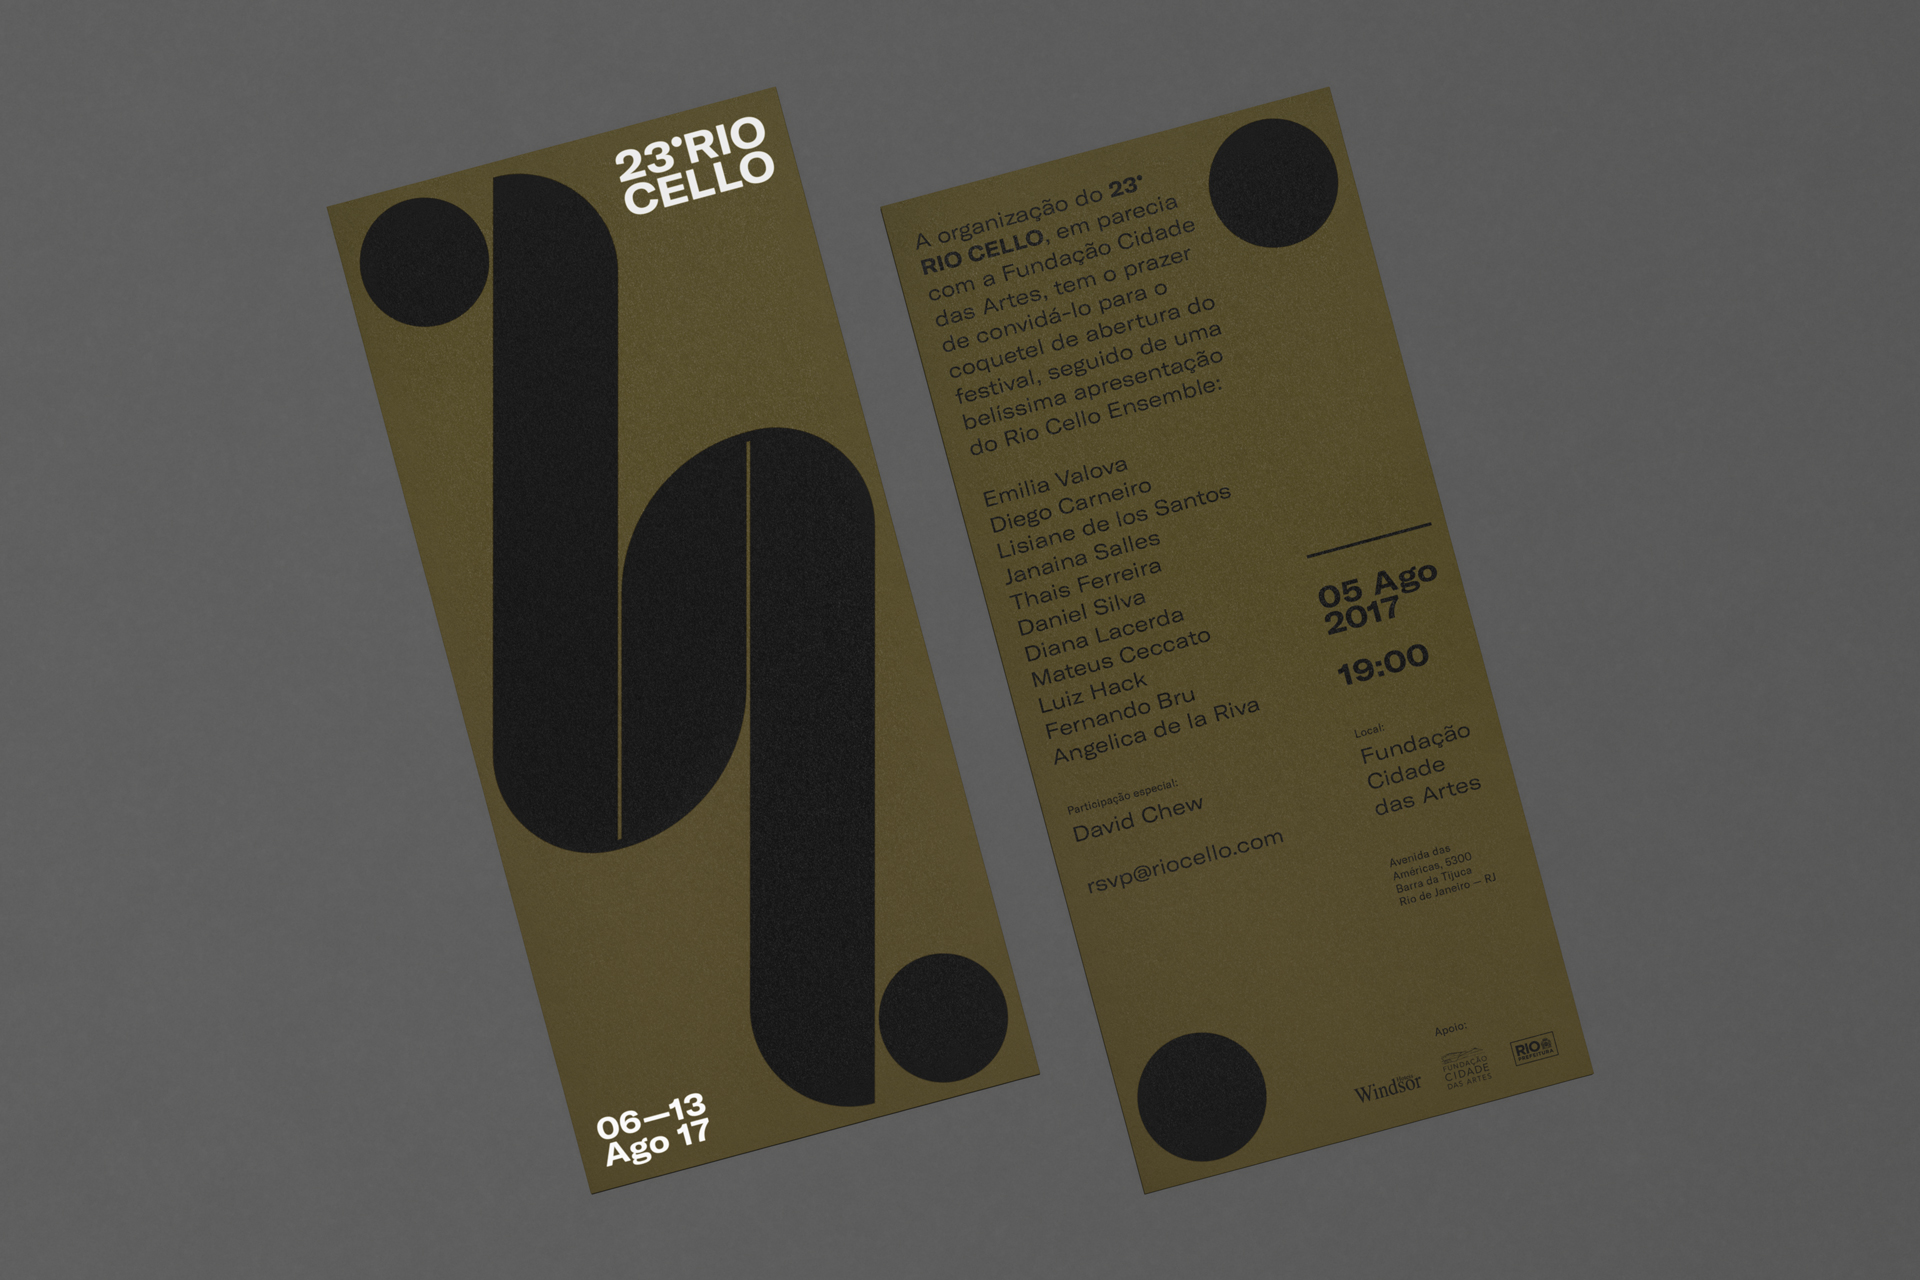 23°RIO
CELLO
06—13
Ago 17
A organização do 23°
RIO CELLO, em parecia
com a Fundação Cidade
das Artes, tem o prazer
de convidá-lo para o
coquetel de abertura do
festival, seguido de uma
belíssima apresentação
do Rio Cello Ensemble:
Emilia Valova
Diego Carneiro
Lisiane de los Santos
Janaina Salles
Thais Ferreira
Daniel Silva
Diana Lacerda
Mateus Ceccato
Luiz Hack
Fernando Bru
Angelica de la Riva
Participação especial:
David Chew
rsvp@riocello.com
05 Ago
2017
19:00
Local:
Fundação
Cidade
das Artes
Avenida das
Américas, 5300
Barra da Tijuca
Rio de Janeiro — RJ
Apoio:
Windsor
FUNDAÇÃO
CIDADE
DAS ARTES
RIO
PREFEITURA